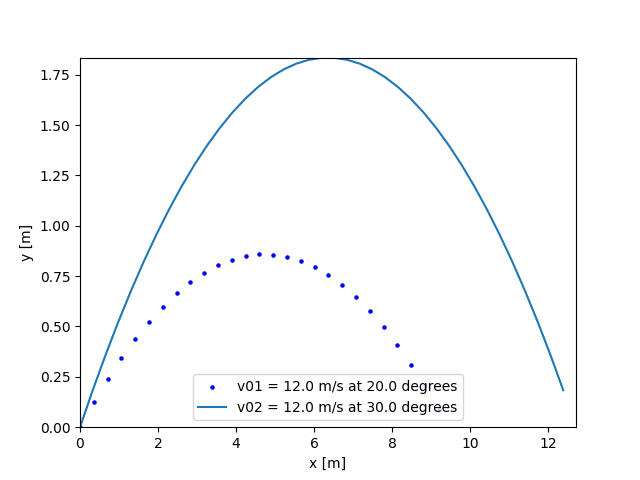 1.75
1.50
1.25
1.00
0.75
0.50
0.25
0.00
y [m]
v01 = 12.0 m/s at 20.0 degrees
v02 = 12.0 m/s at 30.0 degrees
0 2 4 6 8 10 12
x [m]